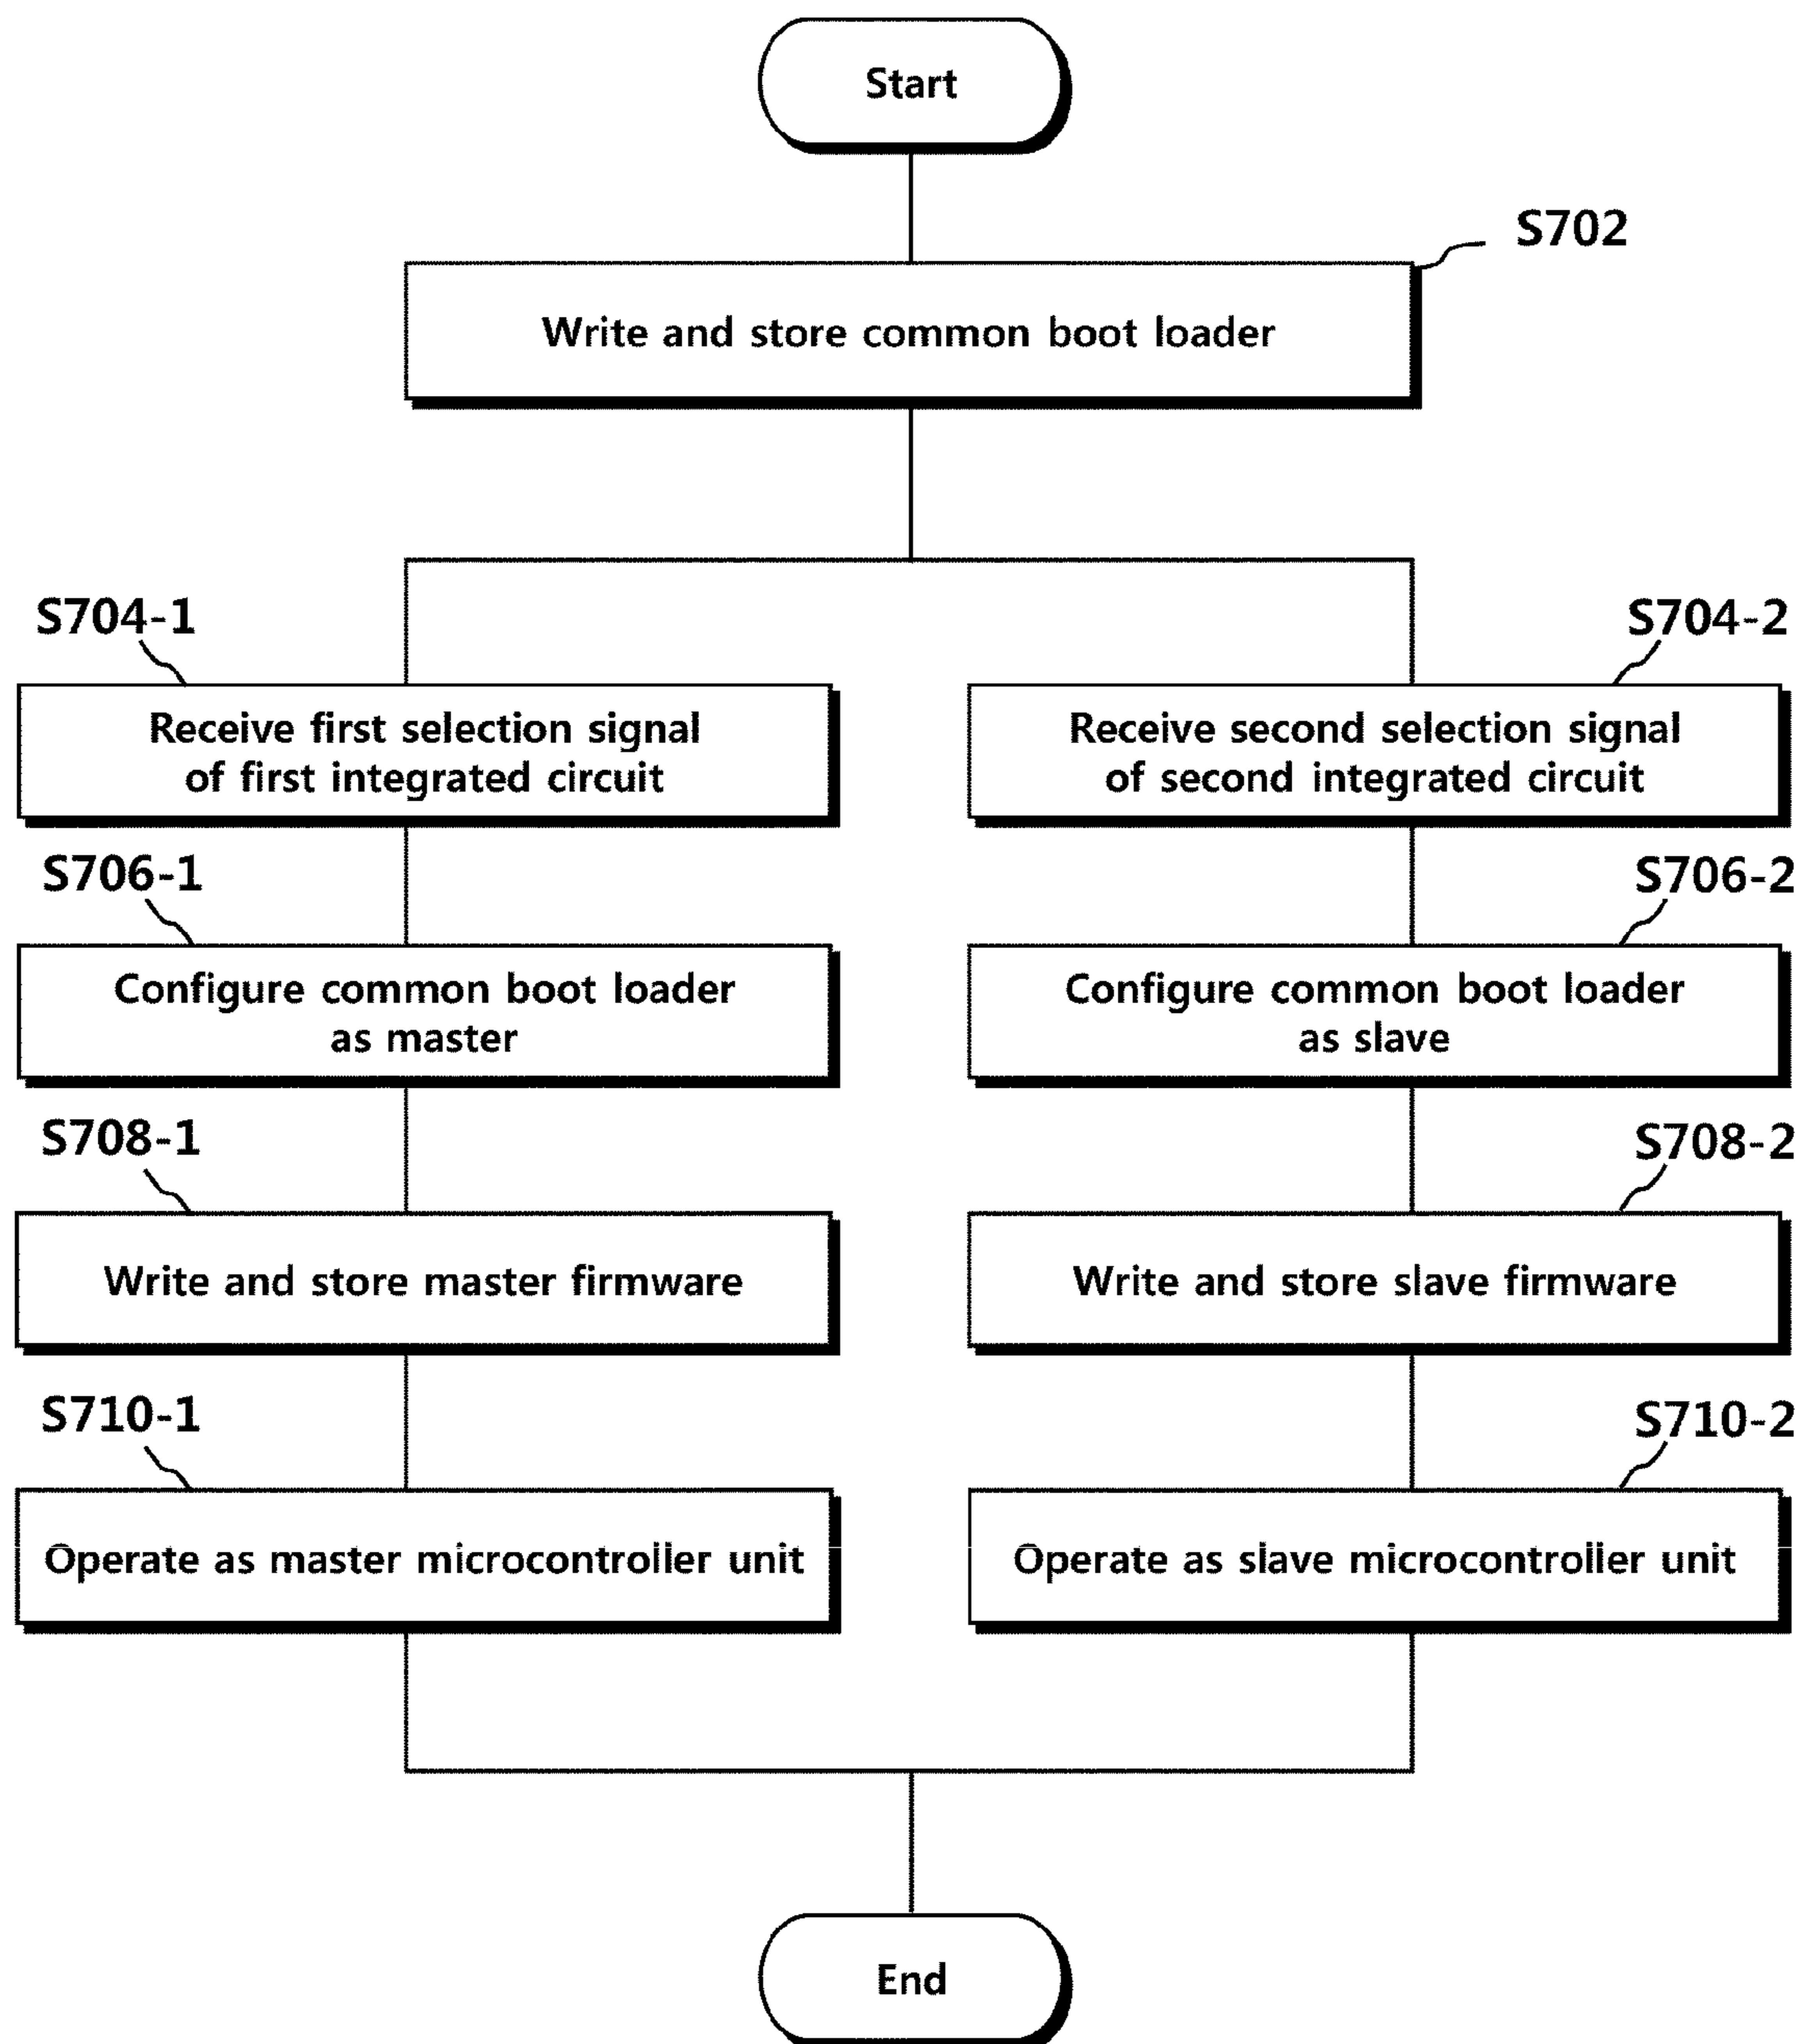 Start
S702
Write and store common boot loader
S704-1
S704-2
Receive first selection signal
of first integrated circuit
Receive second selection signal
of second integrated circuit
S706-1
S706-2
Configure common boot loader
as master
Configure common boot loader
as slave
S708-1
S708-2
Write and store master firmware
Write and store slave firmware
S710-1
S710-2
Operate as master microcontroller unit
Operate as slave microcontroller unit
End